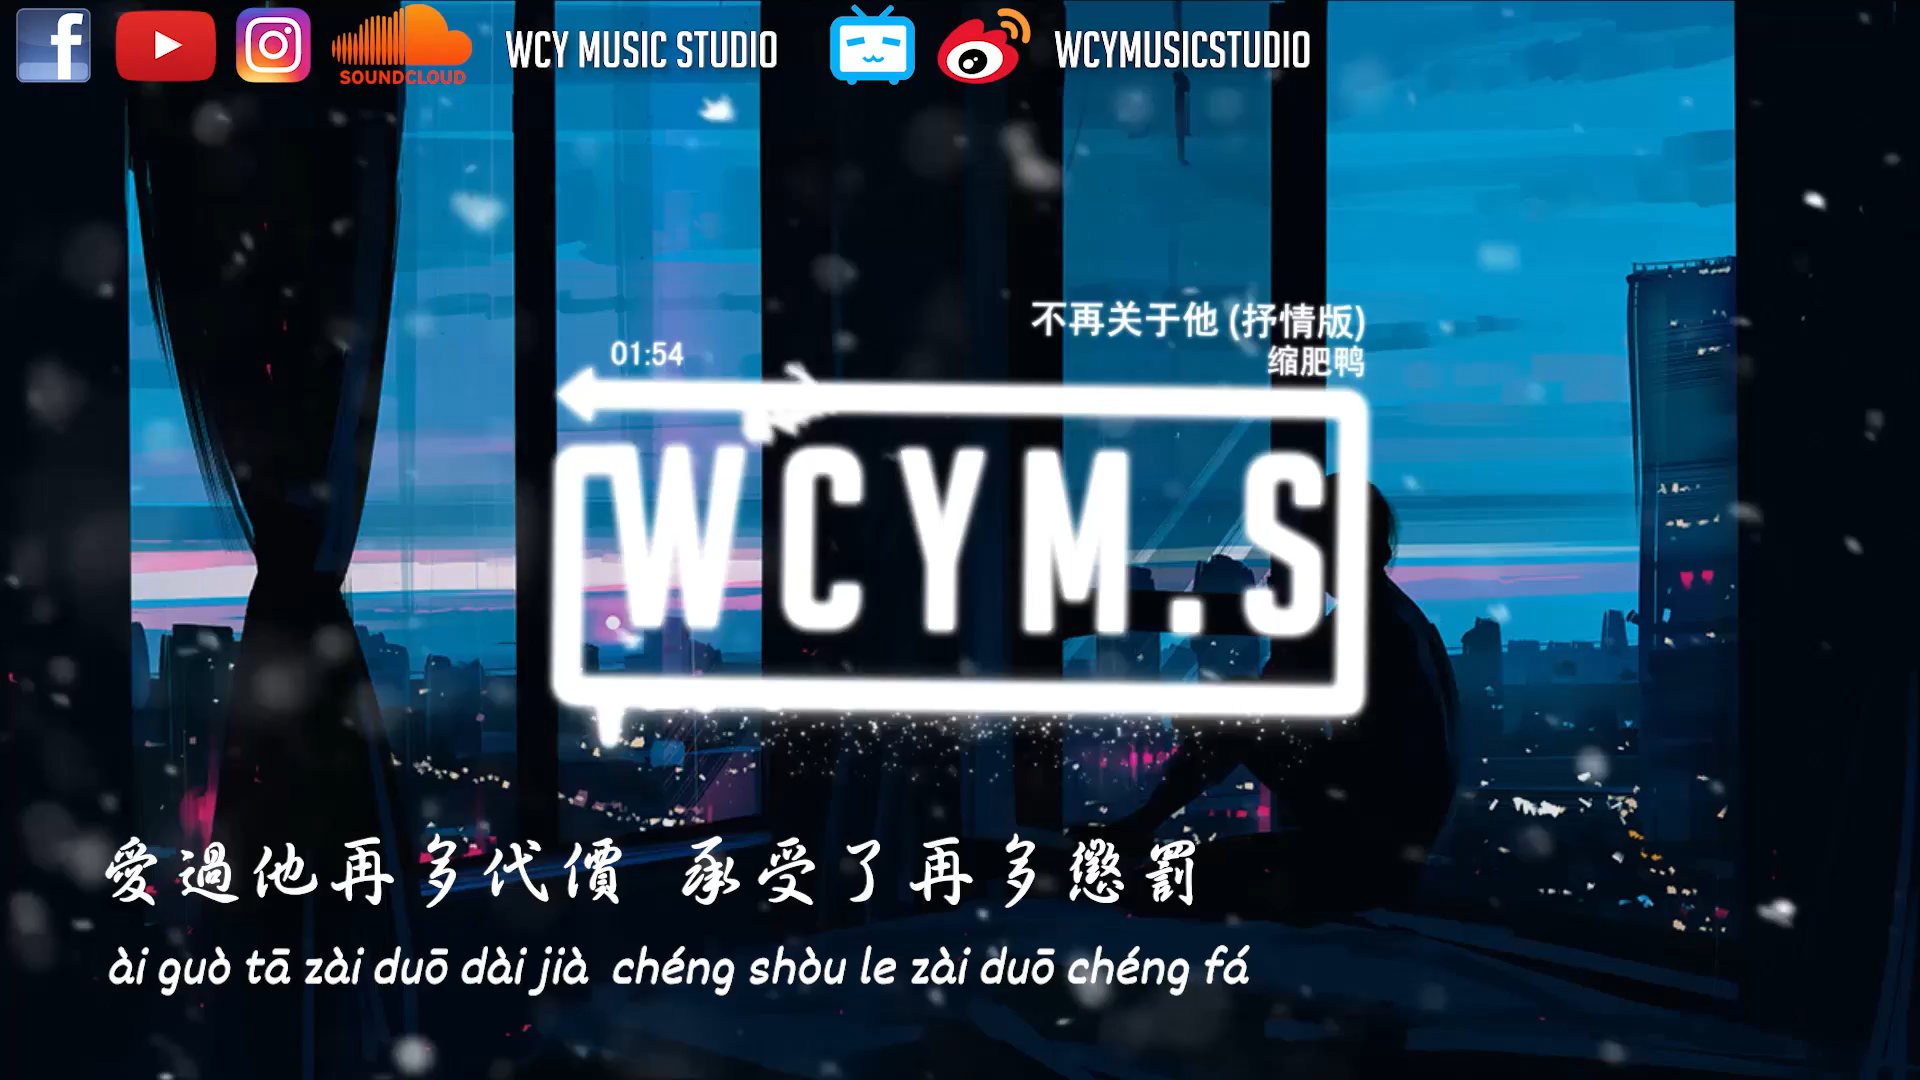 f SOUNDCLOUD WCY MUSIC STUDIO WCYMUSICSTUDIO
不再关于他 (抒情版)
01:54 缩肥鸭
WCYM.S
愛過他再多代價 承受了再多懲罰
ài guò tā zài duō dài jià chéng shòu le zài duō chéng fá